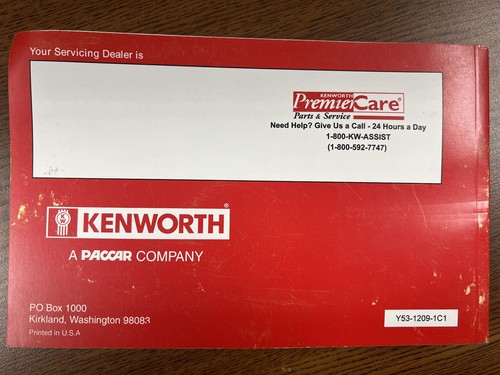 Your Servicing Dealer is
KENWORTH
PremierCare®
Parts & Service
Need Help? Give Us a Call - 24 Hours a Day
1-800-KW-ASSIST
(1-800-592-7747)
KENWORTH®
A PACCAR COMPANY
PO Box 1000
Kirkland, Washington 98083
Printed in U.S.A
Y53-1209-1C1